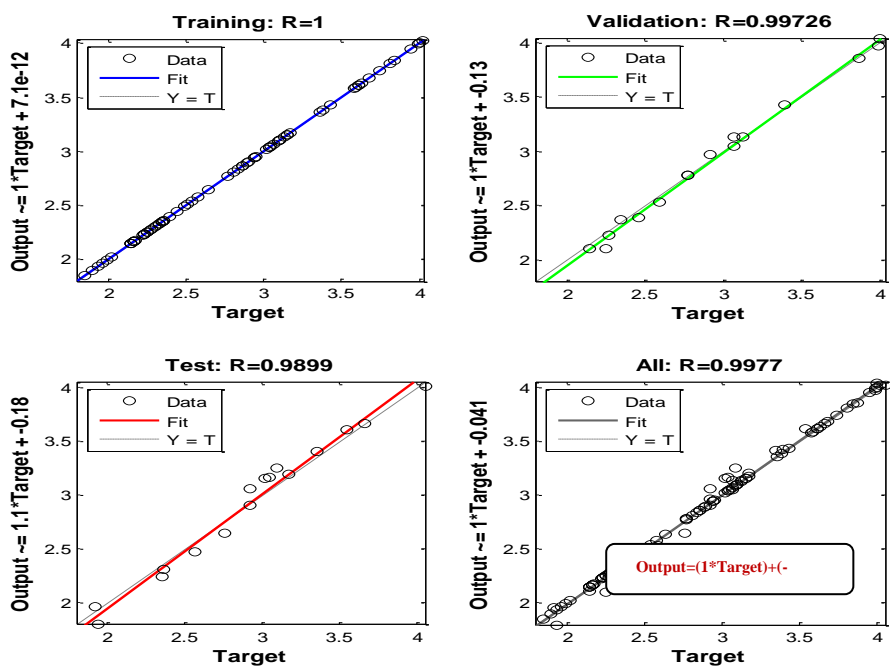 Training: R=1
Output ~= 1*Target + 7.1e-12
4
3.5
3
2.5
2
Data
Fit
Y = T
2
2.5
3
3.5
4
Target
Validation: R=0.99726
Output ~= 1*Target + -0.13
4
3.5
3
2.5
2
Data
Fit
Y = T
2
2.5
3
3.5
4
Target
Test: R=0.9899
Output ~= 1.1*Target + -0.18
4
3.5
3
2.5
2
Data
Fit
Y = T
2
2.5
3
3.5
4
Target
All: R=0.9977
Output ~= 1*Target + -0.041
4
3.5
3
2.5
2
Data
Fit
Y = T
Output=(1*Target)+(-
2
2.5
3
3.5
4
Target